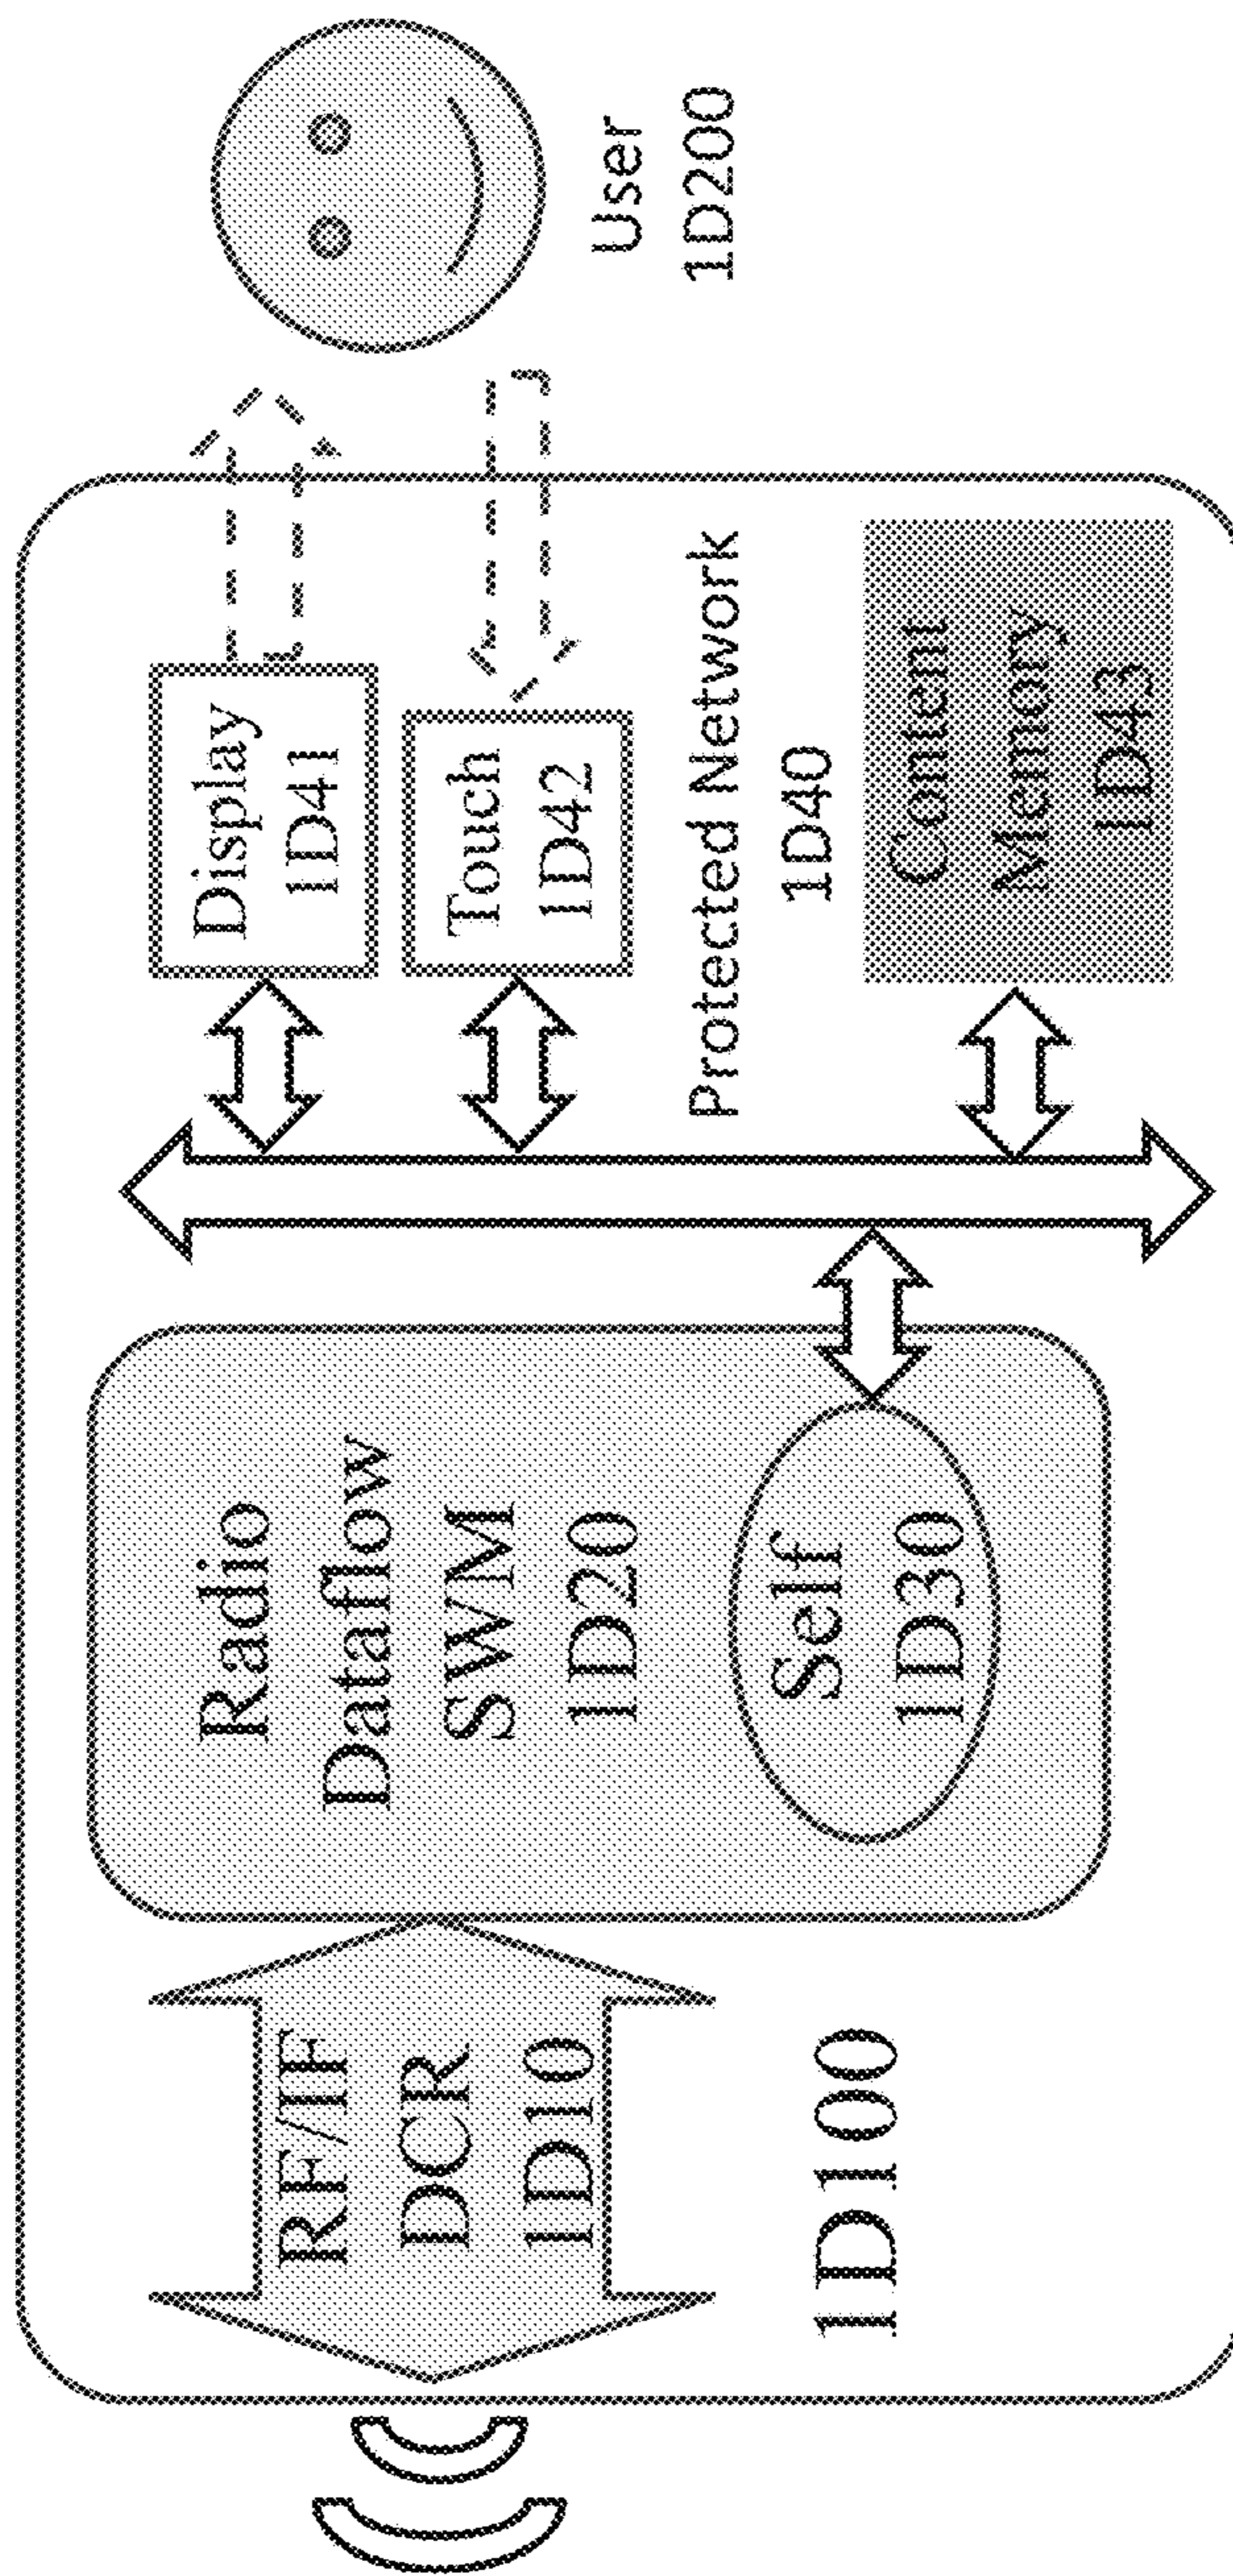 RF/IF
DCR
1D10
1D100
Radio
Dataflow
SWM
1D20
Self
1D30
Display
1D41
Touch
1D42
Protected Network
1D40
Content
Memory
1D43
User
1D200